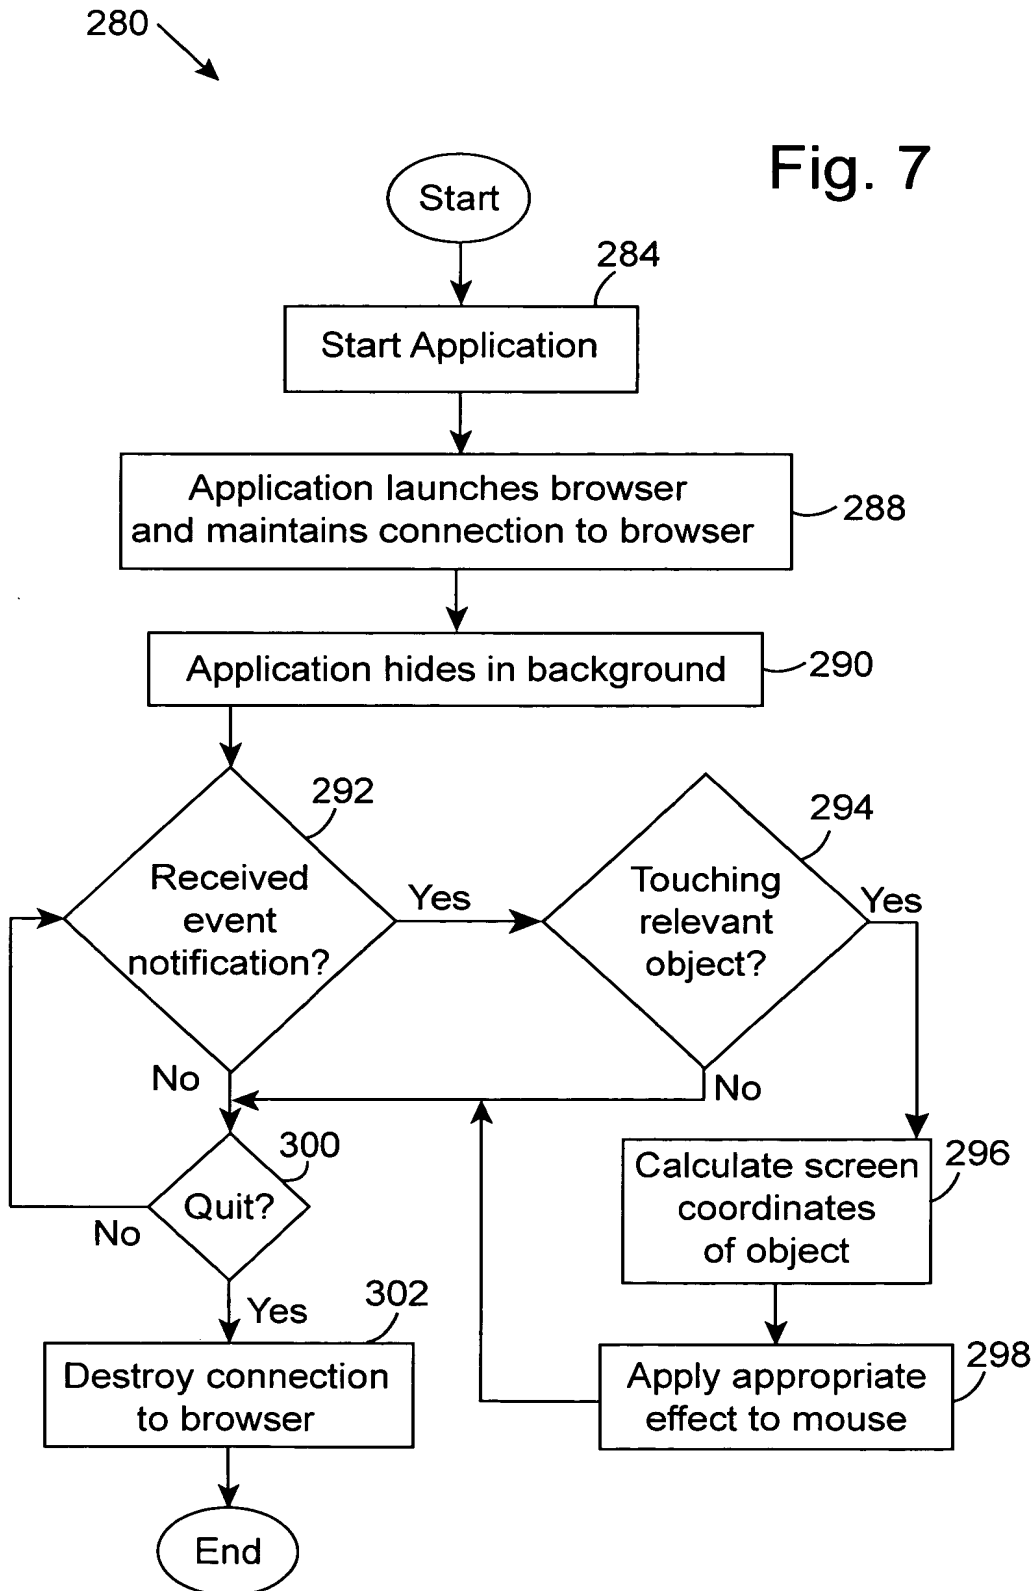 280
Fig. 7
Start
284
Start Application
Application launches browser
and maintains connection to browser
288
Application hides in background
290
292
294
Received
event
notification?
Yes
Touching
relevant
object?
Yes
No
No
300
Quit?
No
Calculate screen
coordinates
of object
296
Yes
302
Destroy connection
to browser
298
Apply appropriate
effect to mouse
End